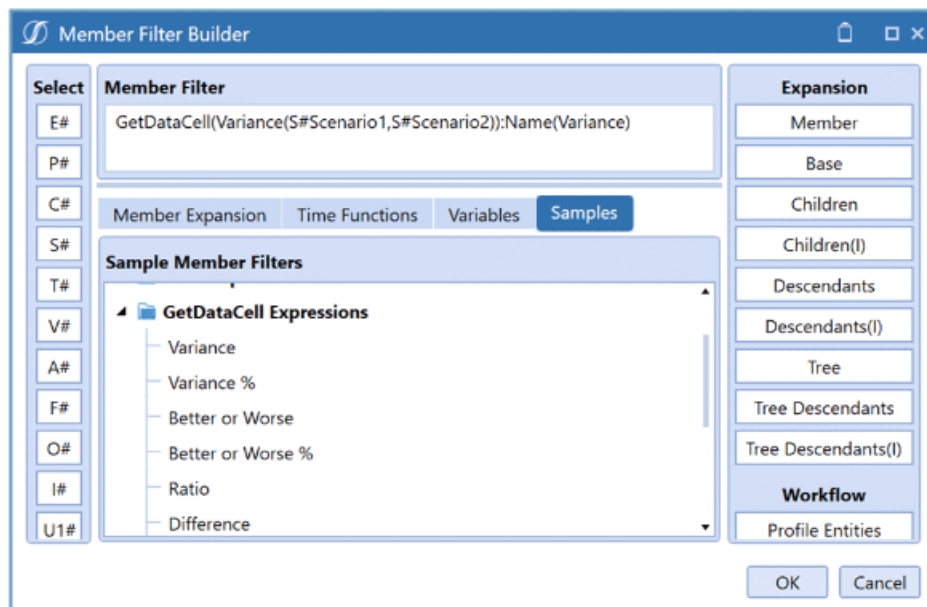 Member Filter Builder
Select
E#
P#
C#
S#
T#
V#
A#
F#
O#
I#
U1#
Member Filter
GetDataCell(Variance(S#Scenario1,S#Scenario2)):Name(Variance)
Member Expansion Time Functions Variables Samples
Sample Member Filters
GetDataCell Expressions
Variance
Variance %
Better or Worse
Better or Worse %
Ratio
Difference
Expansion
Member
Base
Children
Children(I)
Descendants
Descendants(I)
Tree
Tree Descendants
Tree Descendants(I)
Workflow
Profile Entities
OK Cancel